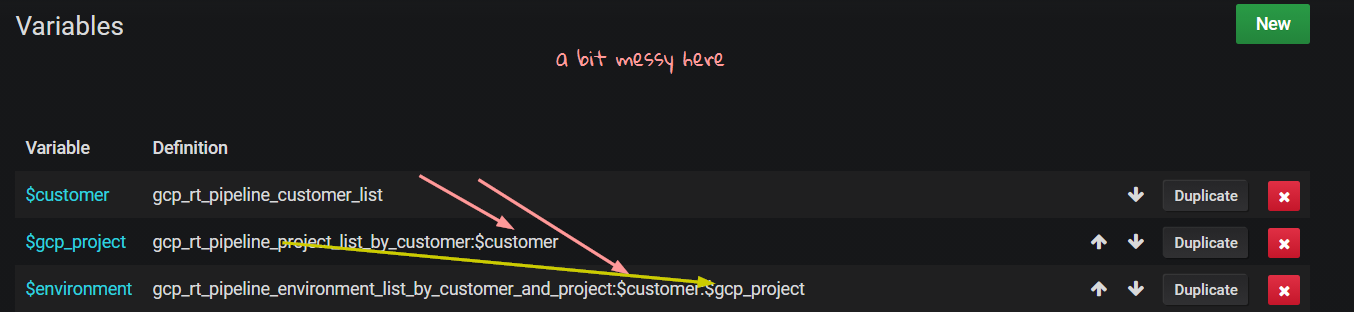 Variables
New
a bit messy here
Variable Definition
$customer gcp_rt_pipeline_customer_list Duplicate
$gcp_project gcp_rt_pipeline_project_list_by_customer:$customer Duplicate
$environment gcp_rt_pipeline_environment_list_by_customer_and_project:$customer:$gcp_project Duplicate